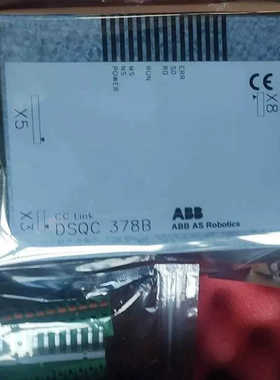 POWER
NS
MS
RUN
RD
SD
ERR
X5
CE
X8
X3
CC Link
DSQC 378B
ABB
ABB AS Robotics